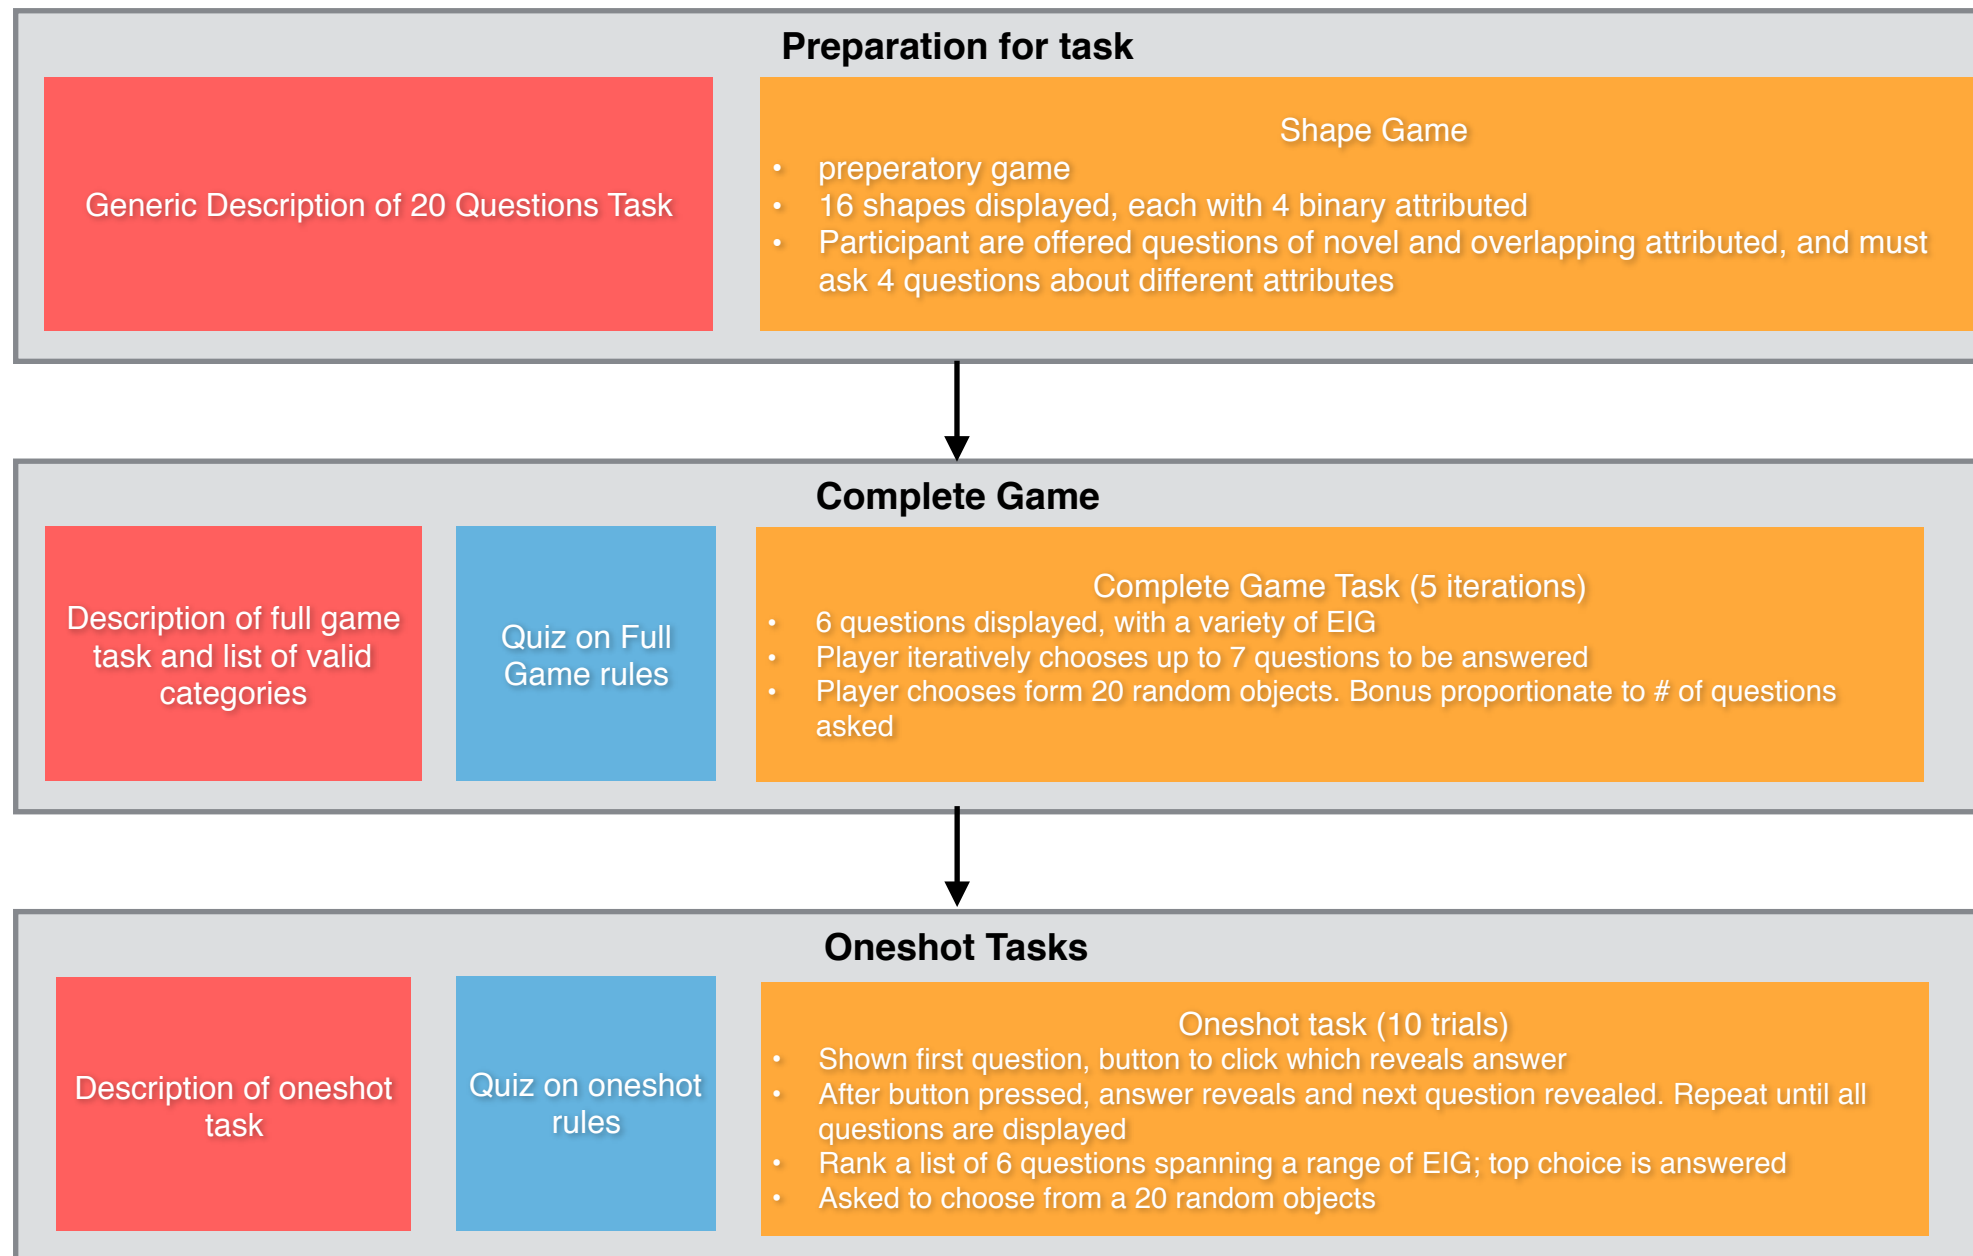 Preparation for task
Generic Description of 20 Questions Task
Shape Game
• preperatory game
• 16 shapes displayed, each with 4 binary attributed
• Participant are offered questions of novel and overlapping attributed, and must
ask 4 questions about different attributes
Complete Game
Description of full game
task and list of valid
categories
Quiz on Full
Game rules
Complete Game Task (5 iterations)
• 6 questions displayed, with a variety of EIG
• Player iteratively chooses up to 7 questions to be answered
• Player chooses form 20 random objects. Bonus proportionate to # of questions
asked
Oneshot Tasks
Description of oneshot
task
Quiz on oneshot
rules
Oneshot task (10 trials)
• Shown first question, button to click which reveals answer
• After button pressed, answer reveals and next question revealed. Repeat until all
questions are displayed
• Rank a list of 6 questions spanning a range of EIG; top choice is answered
• Asked to choose from a 20 random objects